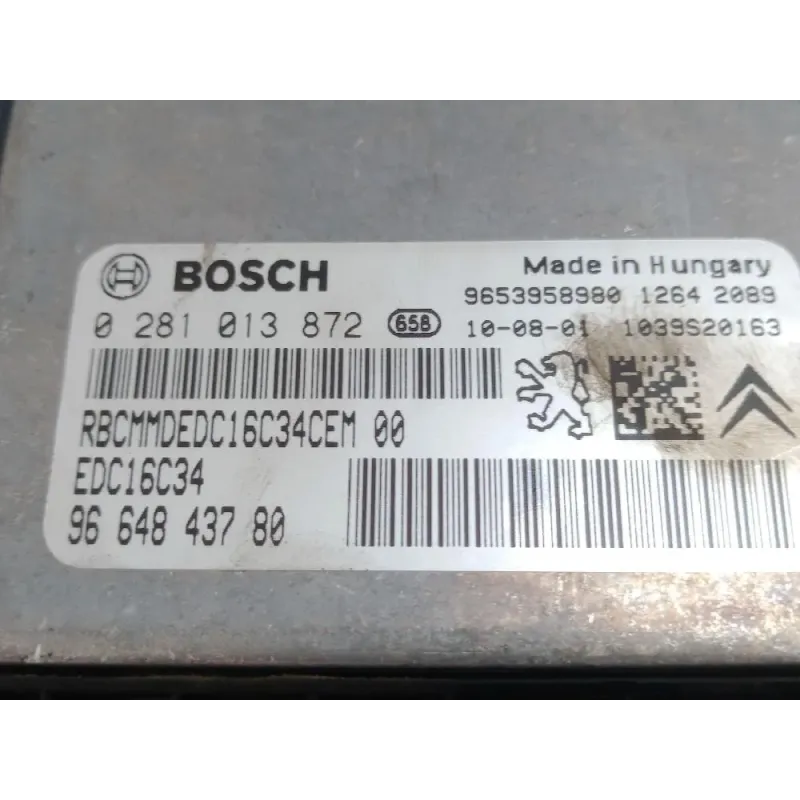 BOSCH
Made in Hungary
9653958980 1264 2089
0 281 013 872 658 10-08-01 1039S20163
RBCMMDEDC16C34CEM 00
EDC16C34
96 648 437 80